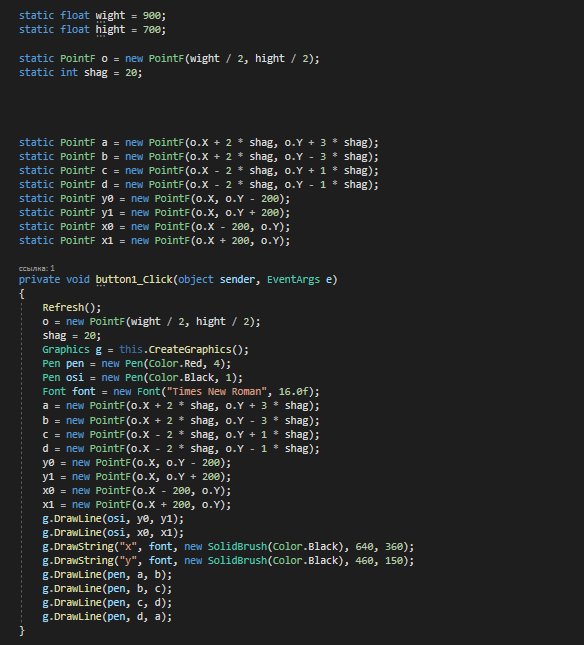 static float wight = 900;
static float hight = 700;
static PointF o = new PointF(wight / 2, hight / 2);
static int shag = 20;
static PointF a = new PointF(o.X + 2 * shag, o.Y + 3 * shag);
static PointF b = new PointF(o.X + 2 * shag, o.Y - 3 * shag);
static PointF c = new PointF(o.X - 2 * shag, o.Y + 1 * shag);
static PointF d = new PointF(o.X - 2 * shag, o.Y - 1 * shag);
static PointF y0 = new PointF(o.X, o.Y - 200);
static PointF y1 = new PointF(o.X, o.Y + 200);
static PointF x0 = new PointF(o.X - 200, o.Y);
static PointF x1 = new PointF(o.X + 200, o.Y);
ссылка: 1
private void button1_Click(object sender, EventArgs e)
{
Refresh();
o = new PointF(wight / 2, hight / 2);
shag = 20;
Graphics g = this.CreateGraphics();
Pen pen = new Pen(Color.Red, 4);
Pen osi = new Pen(Color.Black, 1);
Font font = new Font("Times New Roman", 16.0f);
a = new PointF(o.X + 2 * shag, o.Y + 3 * shag);
b = new PointF(o.X + 2 * shag, o.Y - 3 * shag);
c = new PointF(o.X - 2 * shag, o.Y + 1 * shag);
d = new PointF(o.X - 2 * shag, o.Y - 1 * shag);
y0 = new PointF(o.X, o.Y - 200);
y1 = new PointF(o.X, o.Y + 200);
x0 = new PointF(o.X - 200, o.Y);
x1 = new PointF(o.X + 200, o.Y);
g.DrawLine(osi, y0, y1);
g.DrawLine(osi, x0, x1);
g.DrawString("x", font, new SolidBrush(Color.Black), 640, 360);
g.DrawString("y", font, new SolidBrush(Color.Black), 460, 150);
g.DrawLine(pen, a, b);
g.DrawLine(pen, b, c);
g.DrawLine(pen, c, d);
g.DrawLine(pen, d, a);
}